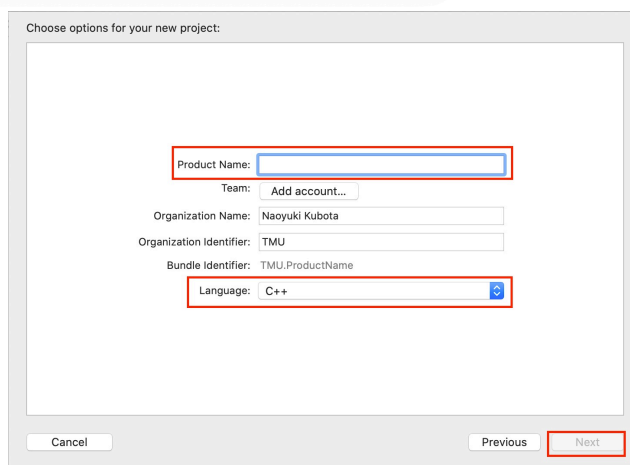 Choose options for your new project:
Product Name:
Team: Add account...
Organization Name: Naoyuki Kubota
Organization Identifier: TMU
Bundle Identifier: TMU.ProductName
Language: C++
Cancel Previous Next